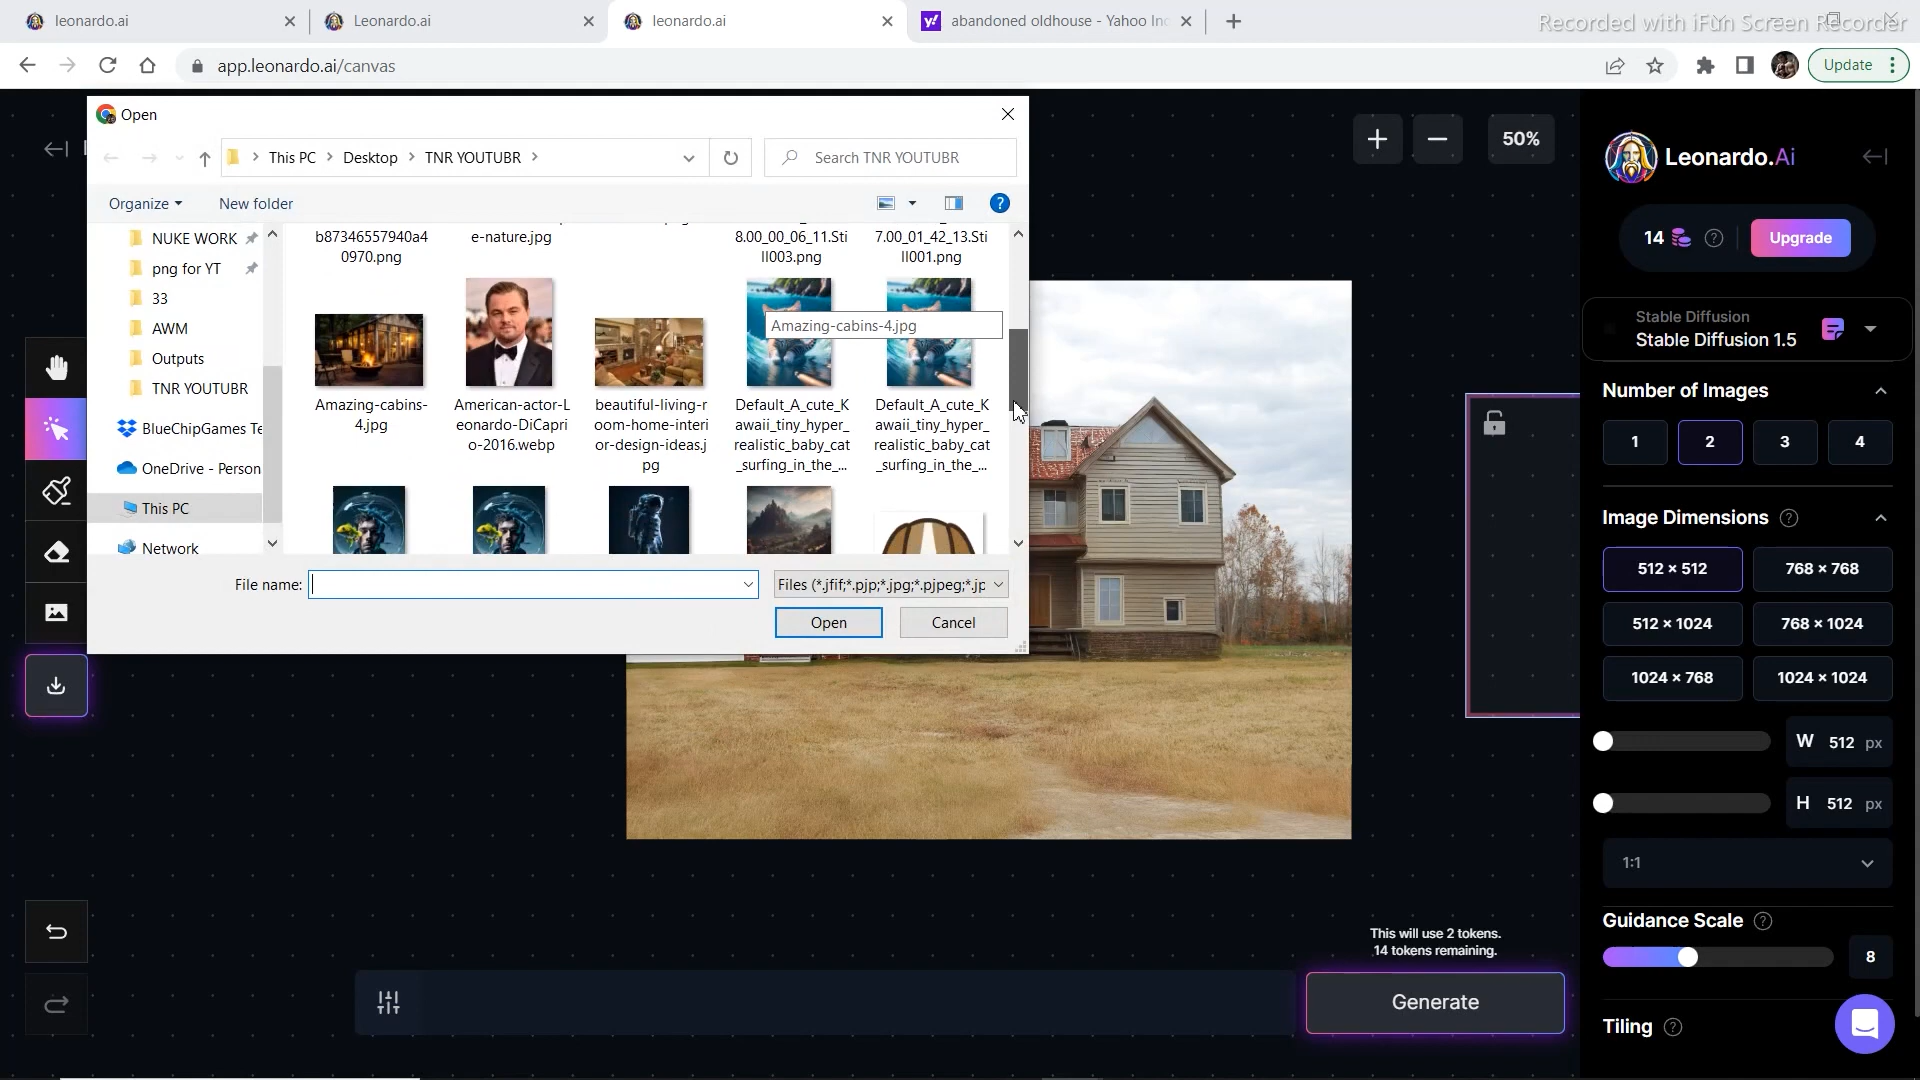 leonardo.ai
Leonardo.ai
leonardo.ai
abandoned oldhouse - Yahoo
Recorded with iFun Screen Recorder
app.leonardo.ai/canvas
Update
Open
This PC
Desktop
TNR YOUTUBR
Search TNR YOUTUBR
Organize
New folder
NUKE WORK
png for YT
33
AWM
Outputs
TNR YOUTUBR
BlueChipGames Te
OneDrive - Person
This PC
Network
b87346557940a4
0970.png
e-nature.jpg
8.00_00_06_11.Sti
ll003.png
7.00_01_42_13.Sti
ll001.png
Amazing-cabins-4.jpg
Amazing-cabins-
4.jpg
American-actor-L
eonardo-DiCapri
o-2016.webp
beautiful-living-r
oom-home-interi
or-design-ideas.j
pg
Default_A_cute_K
awaii_tiny_hyper_
realistic_baby_cat
_surfing_in_the_...
Default_A_cute_K
awaii_tiny_hyper_
realistic_baby_cat
_surfing_in_the_...
File name:
Files (*.jfif;*.pjp;*.jpg;*.pjpeg;*.jp
Open
Cancel
50%
Leonardo.Ai
14
Upgrade
Stable Diffusion
Stable Diffusion 1.5
Number of Images
1
2
3
4
Image Dimensions
512 × 512
768 × 768
512 × 1024
768 × 1024
1024 × 768
1024 × 1024
W 512 px
H 512 px
1:1
Guidance Scale
8
Tiling
This will use 2 tokens.
14 tokens remaining.
Generate